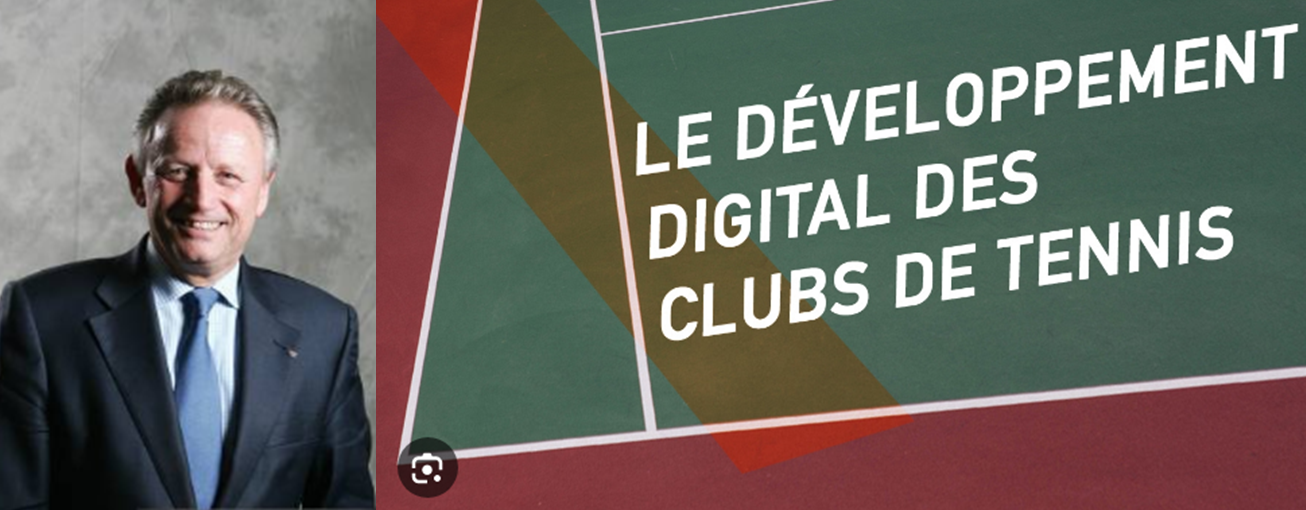 LE DÉVELOPPEMENT
DIGITAL DES
CLUBS DE TENNIS